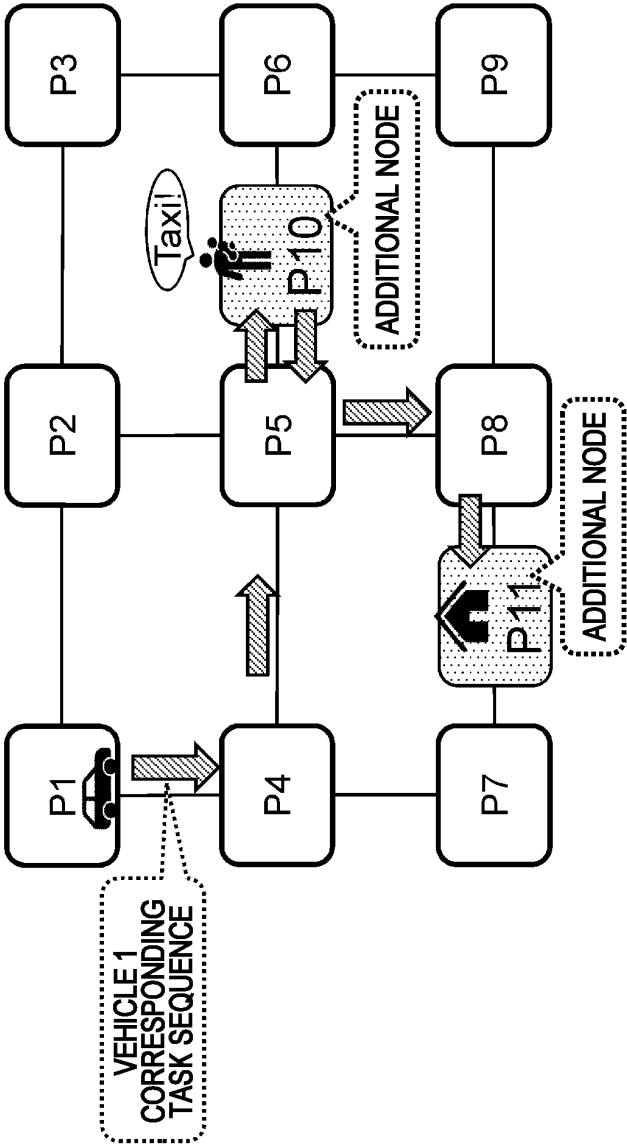 P1
P2
P3
VEHICLE 1
CORRESPONDING
TASK SEQUENCE
Taxi!
P4
P5
P10
P6
ADDITIONAL NODE
P7
P11
P8
P9
ADDITIONAL NODE